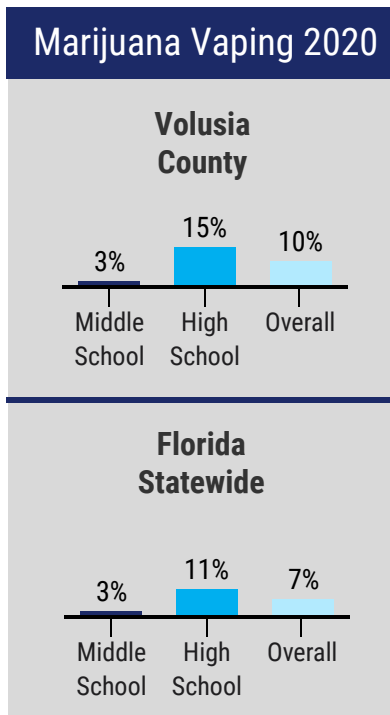 Marijuana Vaping 2020
Volusia
County
3%
15%
10%
Middle
School
High
School
Overall
Florida
Statewide
3%
11%
7%
Middle
School
High
School
Overall